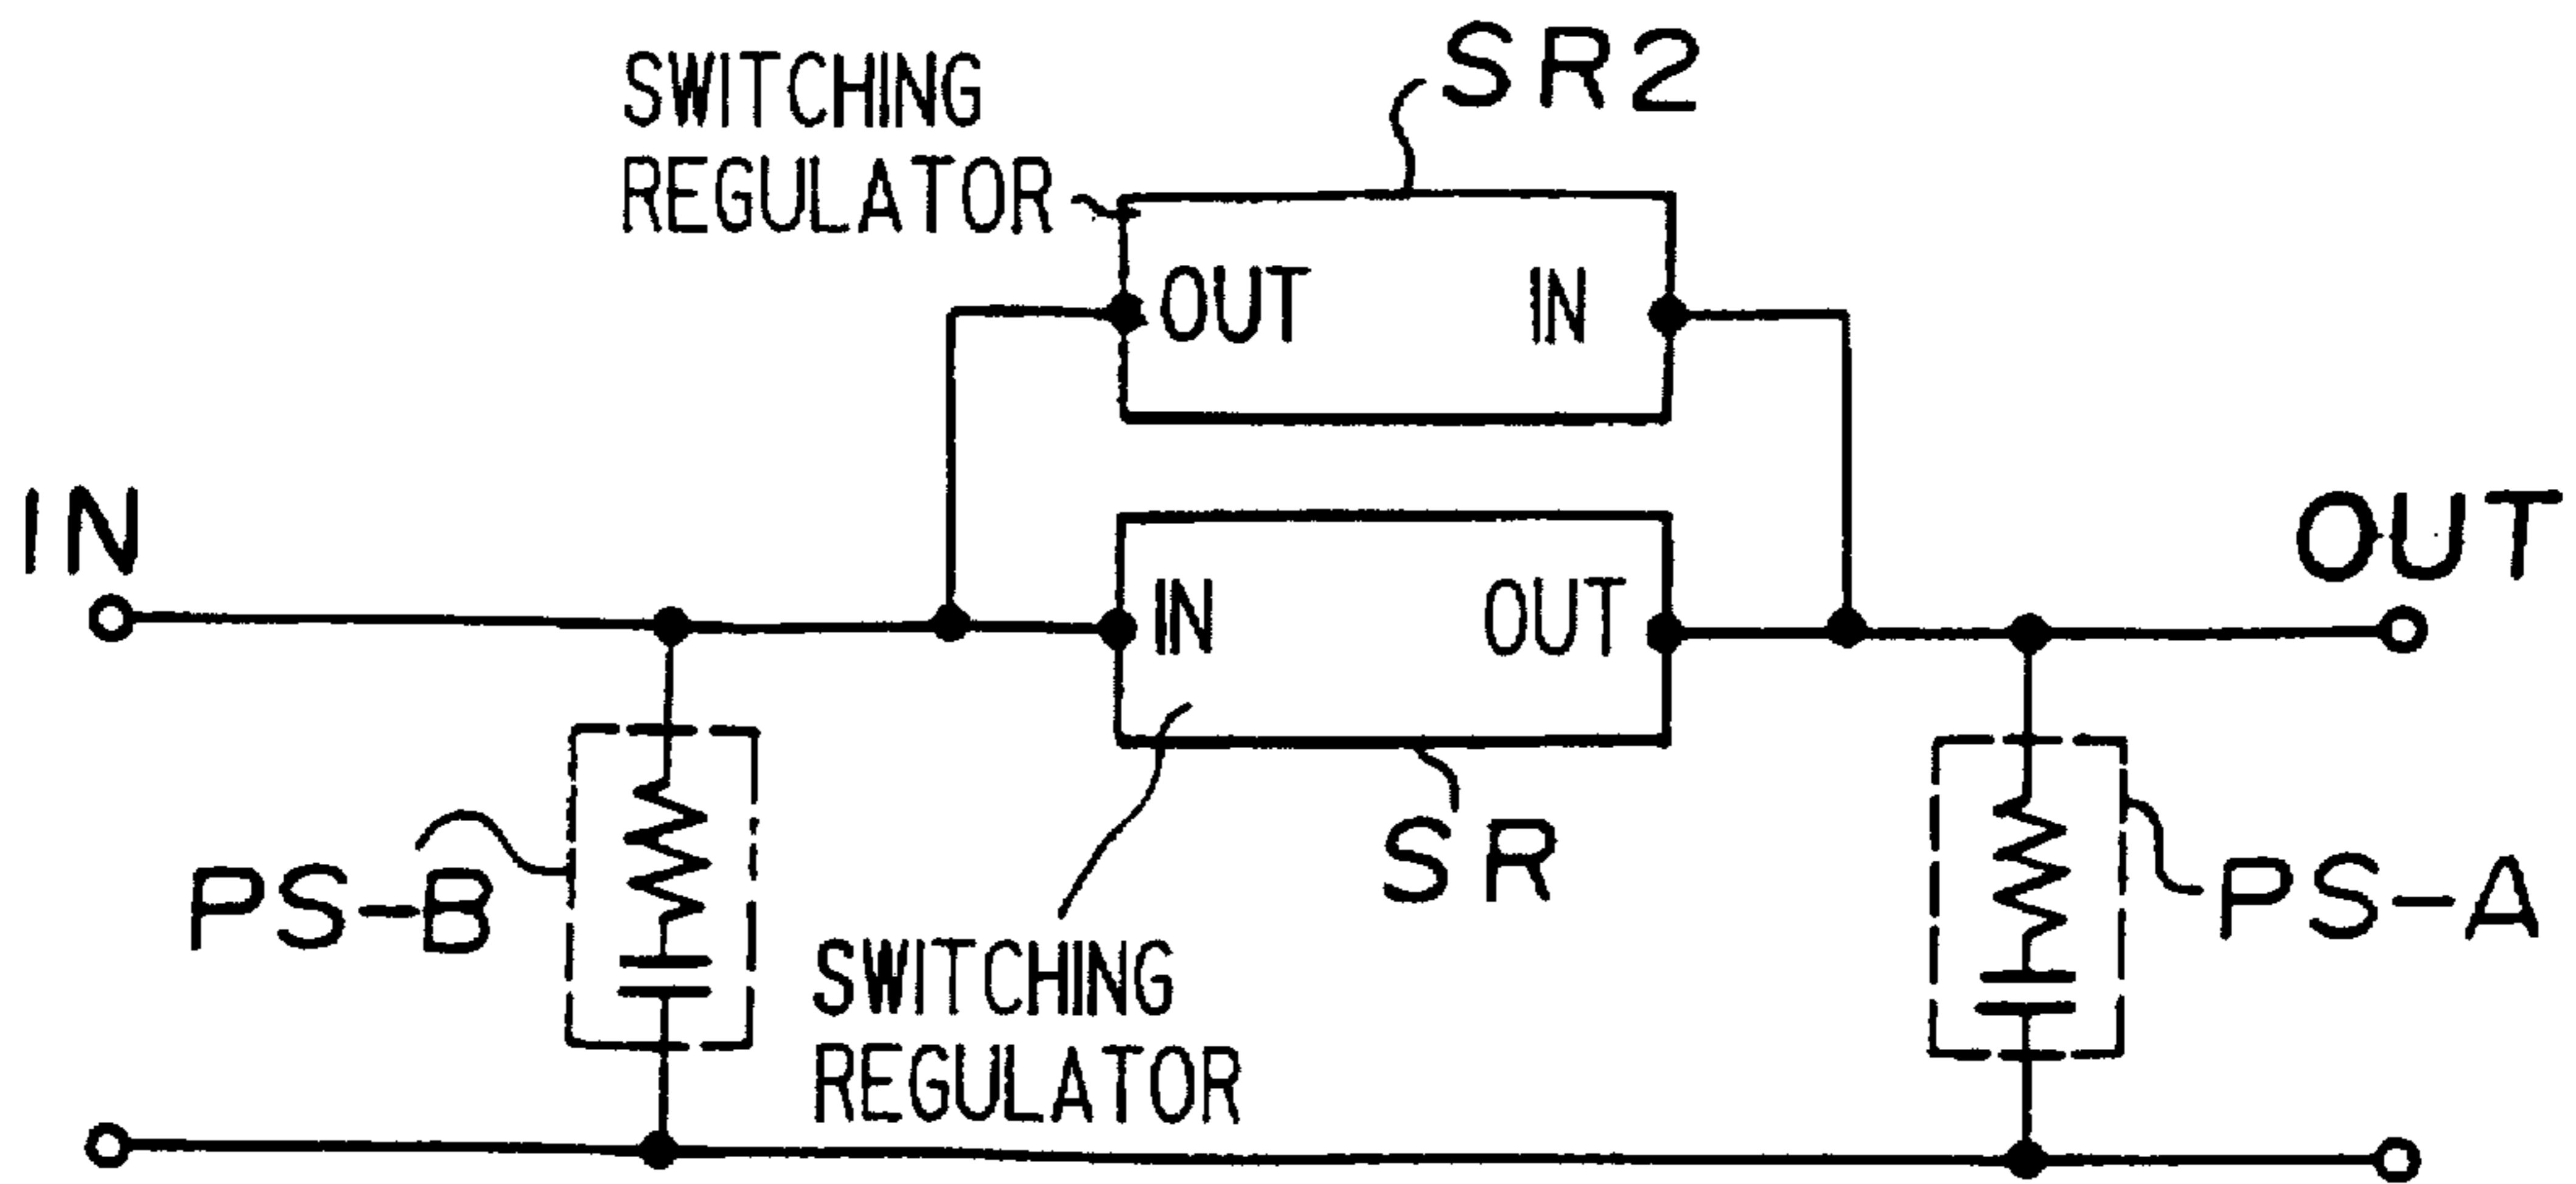 SWITCHING
REGULATOR
SR2
OUT IN
IN
OUT
IN OUT
PS-B
SR
PS-A
SWITCHING
REGULATOR